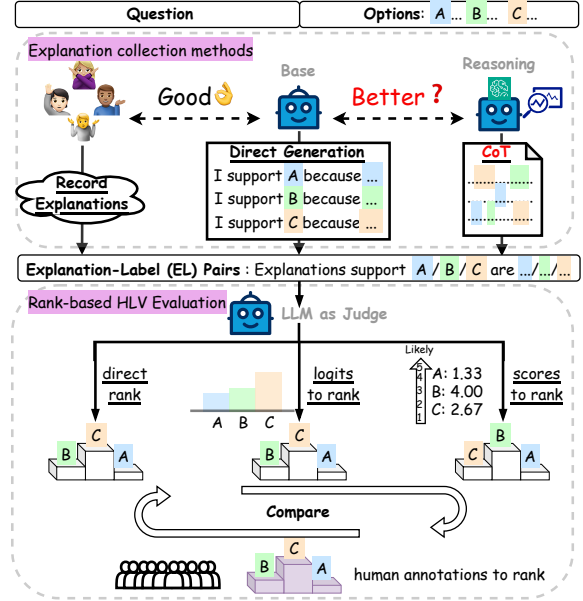 Question
Options: A... B... C...
Explanation collection methods
Base
Reasoning
Good
Better ?
Direct Generation
I support A because ...
I support B because ...
I support C because ...
CoT
Record
Explanations
Explanation-Label (EL) Pairs : Explanations support A/B/C are .../.../...
Rank-based HLV Evaluation
LLM as Judge
direct
rank
logits
to rank
scores
to rank
Likely
5
4
3
2
1
A: 1.33
B: 4.00
C: 2.67
A B C
B C A
B C A
C B A
Compare
B C A
human annotations to rank